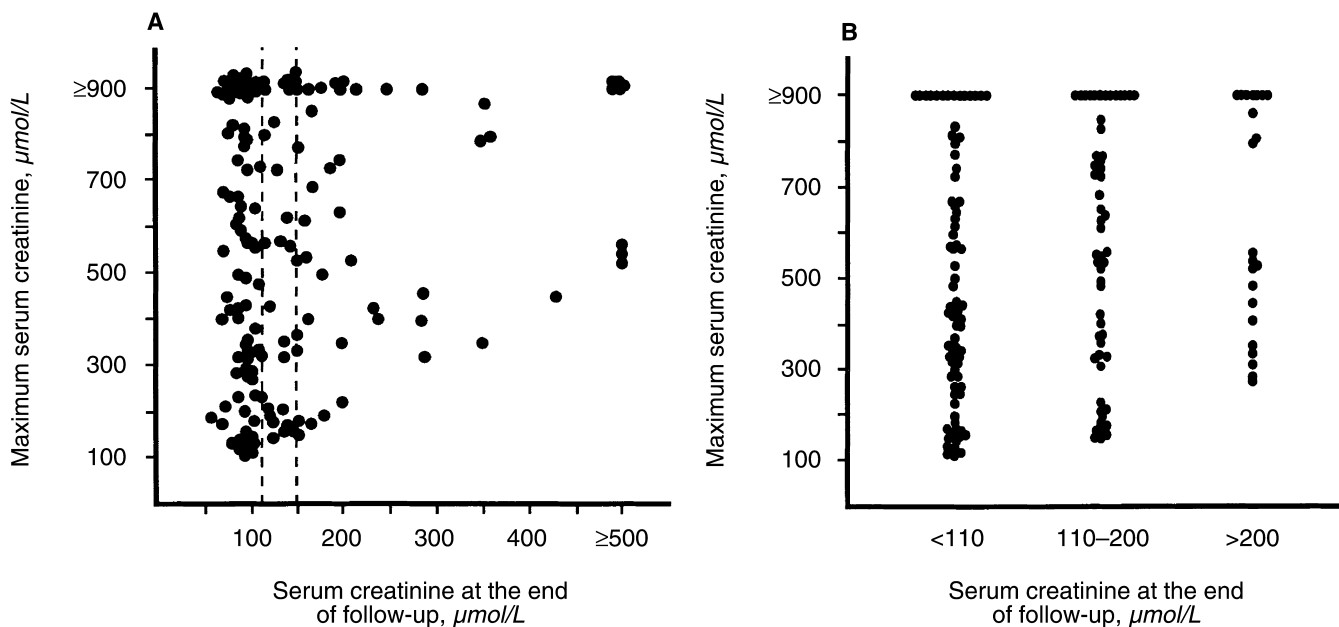 A
Maximum serum creatinine, µmol/L
≥900
700
500
300
100
100 200 300 400 ≥500
Serum creatinine at the end
of follow-up, µmol/L
B
Maximum serum creatinine, µmol/L
≥900
700
500
300
100
<110 110–200 >200
Serum creatinine at the end
of follow-up, µmol/L